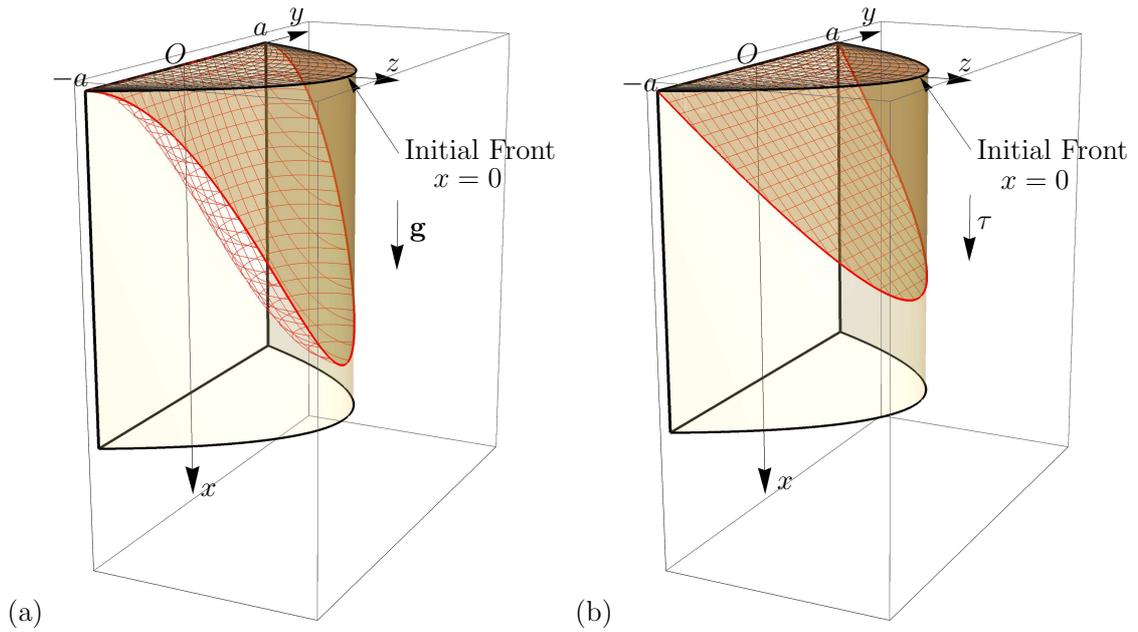 y
a
O
−a
z
Initial Front
x = 0
g
x
(a)
y
a
O
−a
z
Initial Front
x = 0
τ
x
(b)